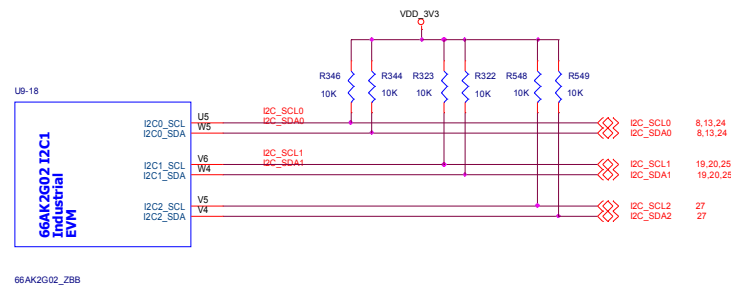 VDD_3V3
R346 R344 R323 R322 R548 R549
10K 10K 10K 10K 10K 10K
U9-18
66AK2G02 I2C1
Industrial
EVM
I2C0_SCL U5 I2C_SCL0 I2C_SCL0 8,13,24
I2C0_SDA W5 I2C_SDA0 I2C_SDA0 8,13,24
I2C1_SCL V6 I2C_SCL1 I2C_SCL1 19,20,25
I2C1_SDA W4 I2C_SDA1 I2C_SDA1 19,20,25
I2C2_SCL V5 I2C_SCL2 27
I2C2_SDA V4 I2C_SDA2 27
66AK2G02_ZBB